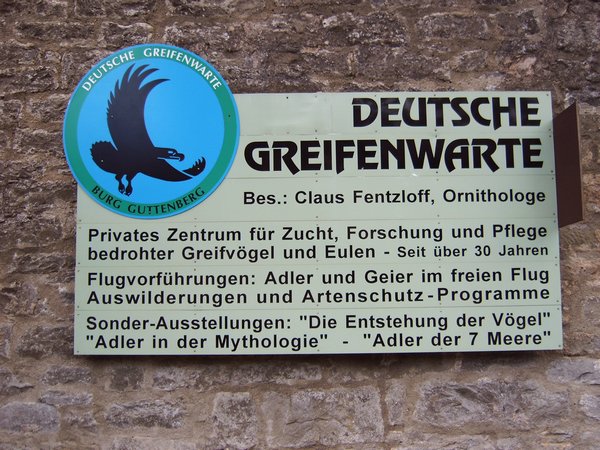 DEUTSCHE GREIFENWARTE
BURG GUTTENBERG
DEUTSCHE
GREIFENWARTE
Bes.: Claus Fentzloff, Ornithologe
Privates Zentrum für Zucht, Forschung und Pflege
bedrohter Greifvögel und Eulen - Seit über 30 Jahren
Flugvorführungen: Adler und Geier im freien Flug
Auswilderungen und Artenschutz-Programme
Sonder-Ausstellungen: "Die Entstehung der Vögel"
"Adler in der Mythologie" - "Adler der 7 Meere"